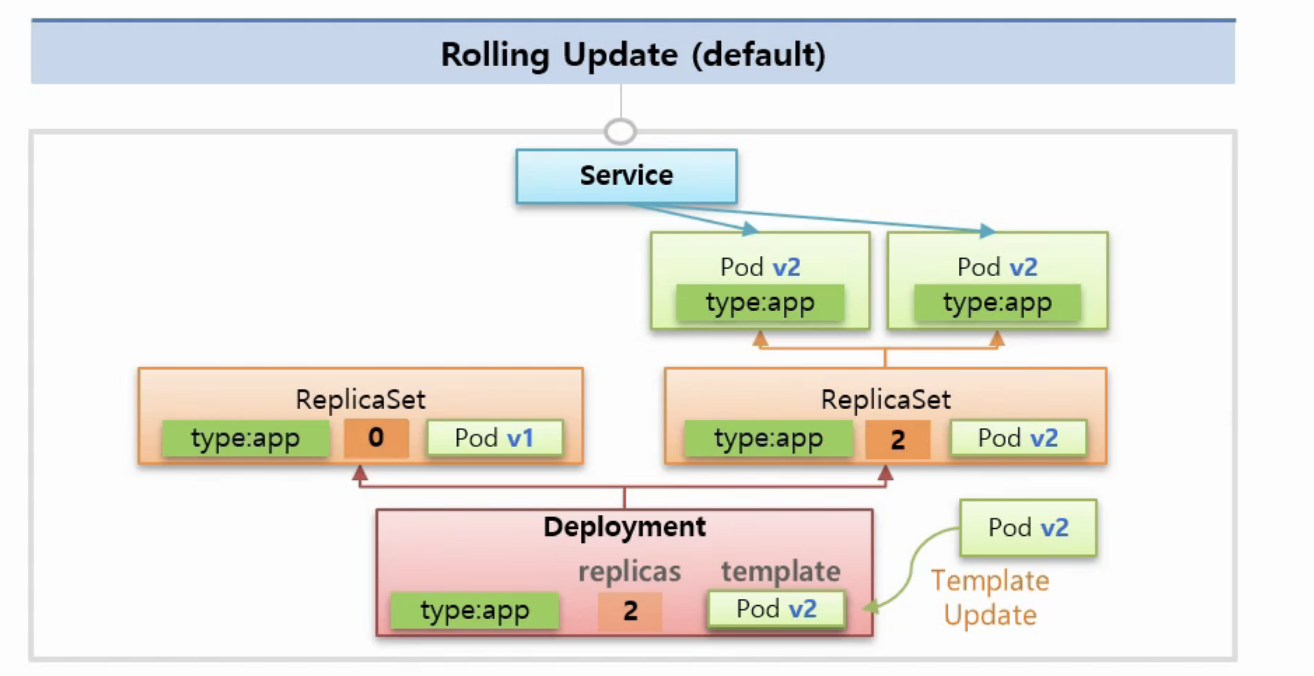 Rolling Update (default)
Service
Pod v2
type:app
Pod v2
type:app
ReplicaSet
type:app 0 Pod v1
ReplicaSet
type:app 2 Pod v2
Deployment
replicas template
type:app 2 Pod v2
Pod v2
Template
Update